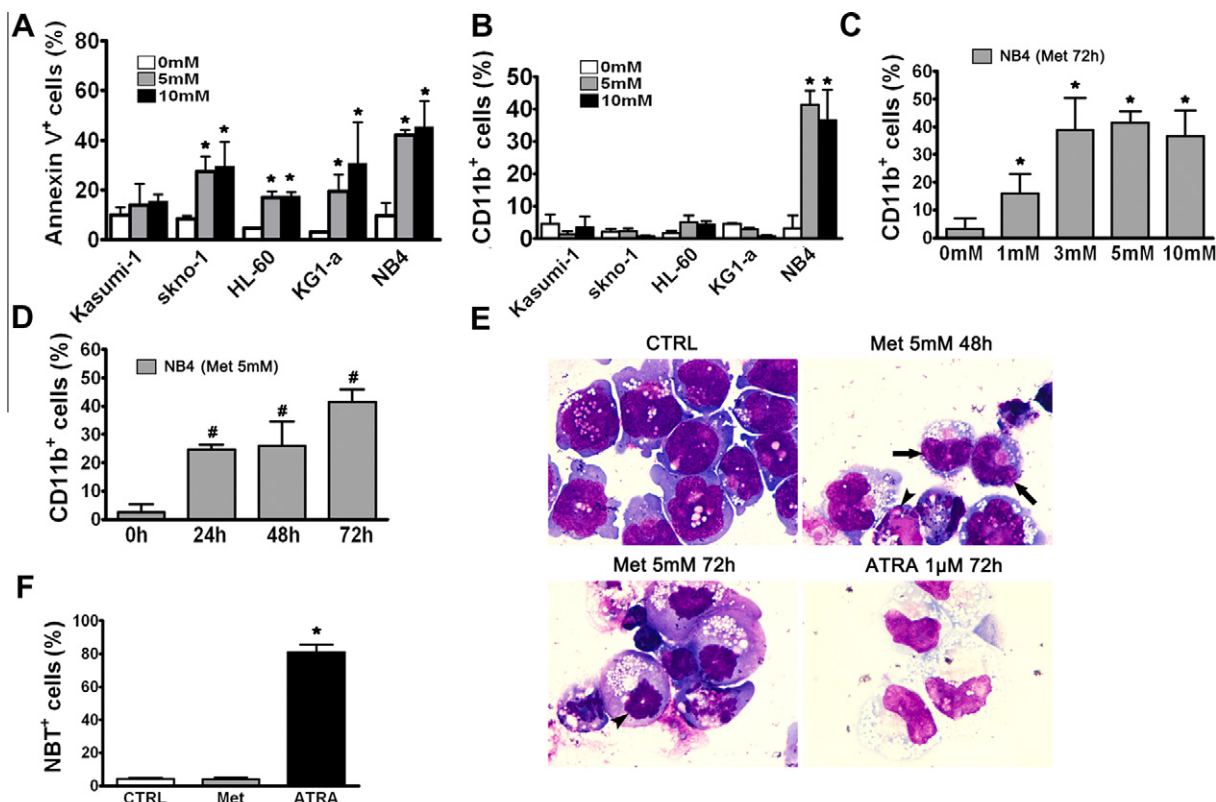 A
Annexin V+ cells (%)
80
60
40
20
0
0mM
5mM
10mM
* * * * * * * *
Kasumi-1
skno-1
HL-60
KG1-a
NB4
B
CD11b+ cells (%)
50
40
30
20
10
0
0mM
5mM
10mM
* *
Kasumi-1
skno-1
HL-60
KG1-a
NB4
C
CD11b+ cells (%)
60
50
40
30
20
10
0
NB4 (Met 72h)
* * * *
0mM 1mM 3mM 5mM 10mM
D
CD11b+ cells (%)
60
50
40
30
20
10
0
NB4 (Met 5mM)
# # #
0h 24h 48h 72h
E
CTRL
Met 5mM 48h
Met 5mM 72h
ATRA 1µM 72h
F
NBT+ cells (%)
100
80
60
40
20
0
*
CTRL Met ATRA